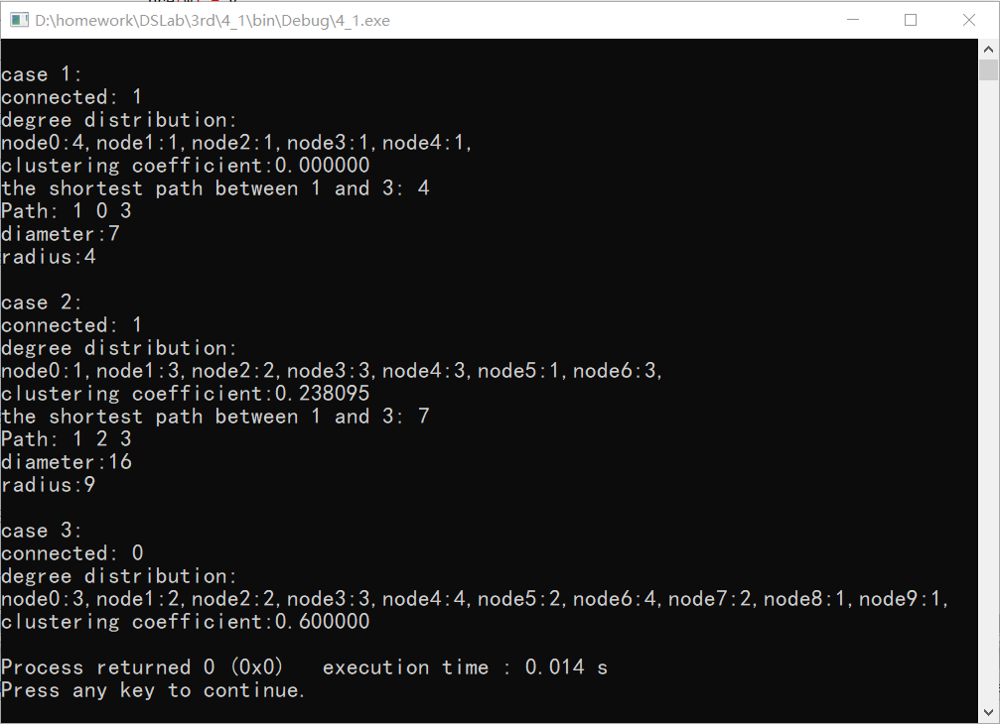 D:\homework\DSLab\3rd\4_1\bin\Debug\4_1.exe
case 1:
connected: 1
degree distribution:
node0:4,node1:1,node2:1,node3:1,node4:1,
clustering coefficient:0.000000
the shortest path between 1 and 3: 4
Path: 1 0 3
diameter:7
radius:4
case 2:
connected: 1
degree distribution:
node0:1,node1:3,node2:2,node3:3,node4:3,node5:1,node6:3,
clustering coefficient:0.238095
the shortest path between 1 and 3: 7
Path: 1 2 3
diameter:16
radius:9
case 3:
connected: 0
degree distribution:
node0:3,node1:2,node2:2,node3:3,node4:4,node5:2,node6:4,node7:2,node8:1,node9:1,
clustering coefficient:0.600000
Process returned 0 (0x0)   execution time : 0.014 s
Press any key to continue.